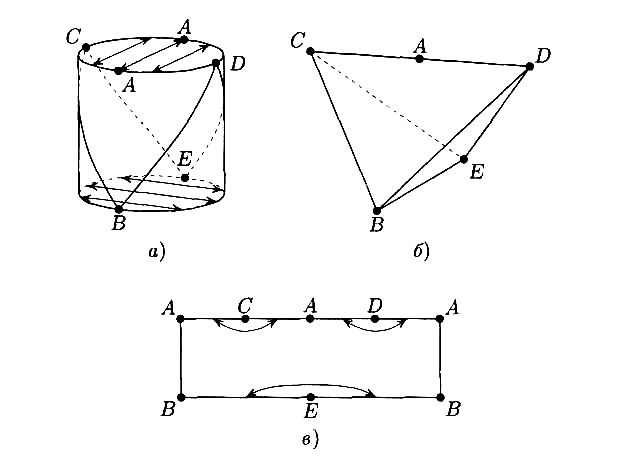 C A A D
E
B
а)
C A D
E
B
б)
A C A D A
B E B
в)